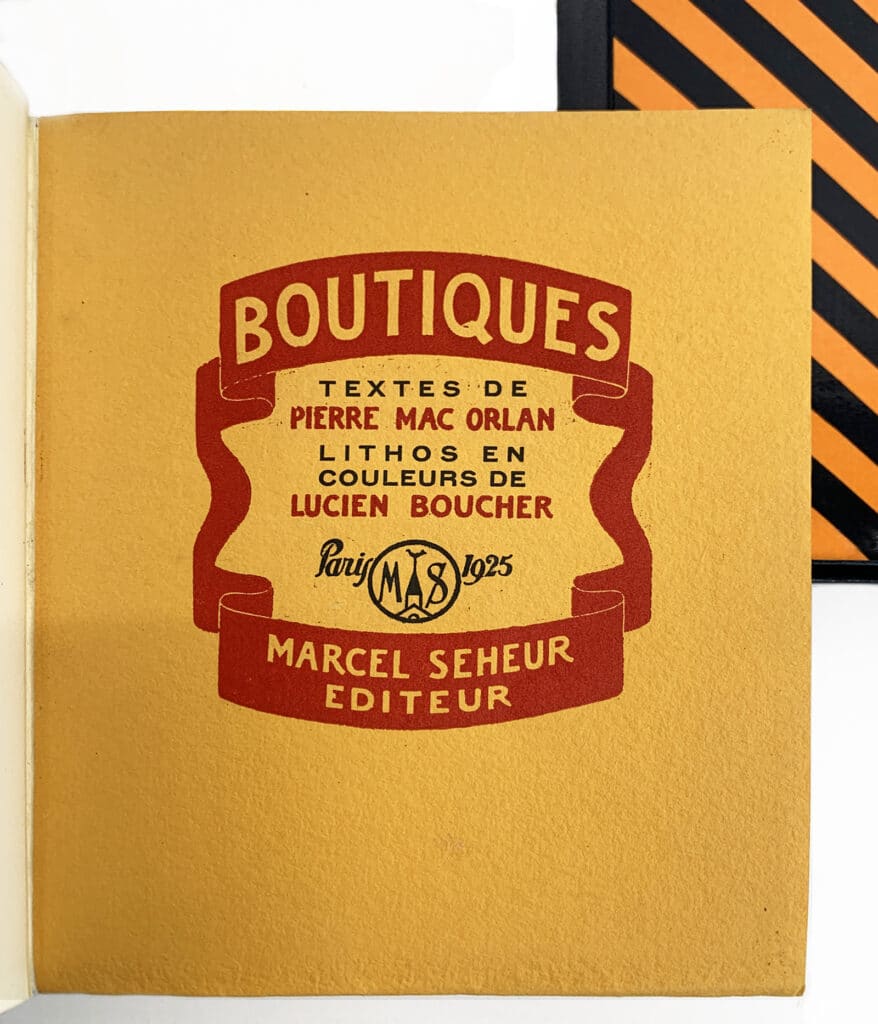 BOUTIQUES
TEXTES DE
PIERRE MAC ORLAN
LITHOS EN
COULEURS DE
LUCIEN BOUCHER
Paris MS 1925
MARCEL SEHEUR
EDITEUR